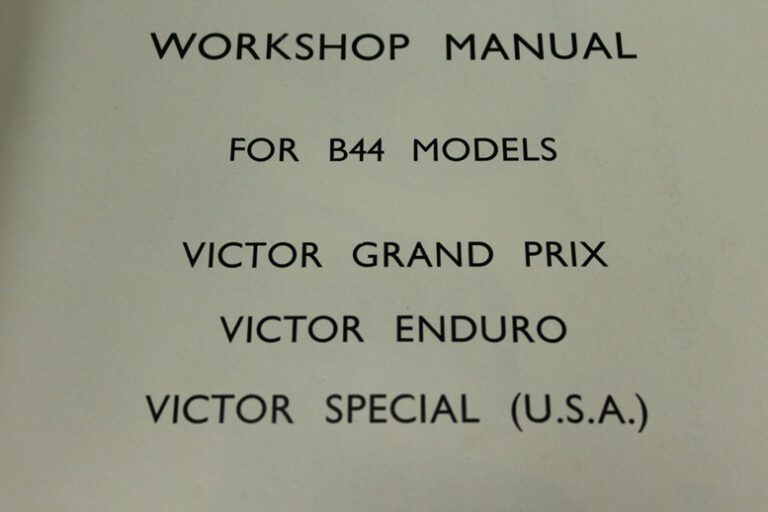 WORKSHOP MANUAL
FOR B44 MODELS
VICTOR GRAND PRIX
VICTOR ENDURO
VICTOR SPECIAL (U.S.A.)